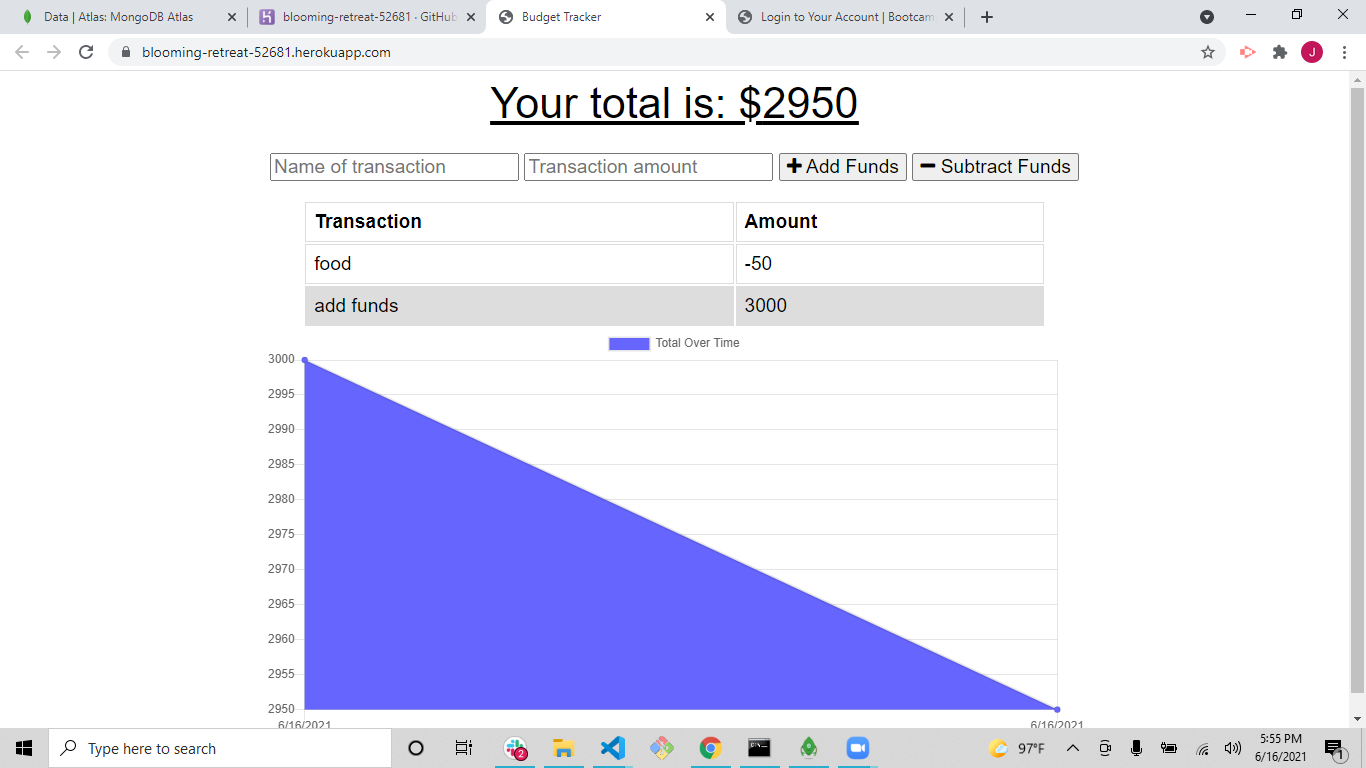 Data | Atlas: MongoDB Atlas
blooming-retreat-52681 · GitHub
Budget Tracker
Login to Your Account | Bootcam
blooming-retreat-52681.herokuapp.com
J
Your total is: $2950
Name of transaction
Transaction amount
Add Funds
Subtract Funds
Transaction Amount
food -50
add funds 3000
Total Over Time
3000
2995
2990
2985
2980
2975
2970
2965
2960
2955
2950
6/16/2021 6/16/2021
Type here to search
2
97°F
5:55 PM
6/16/2021
1